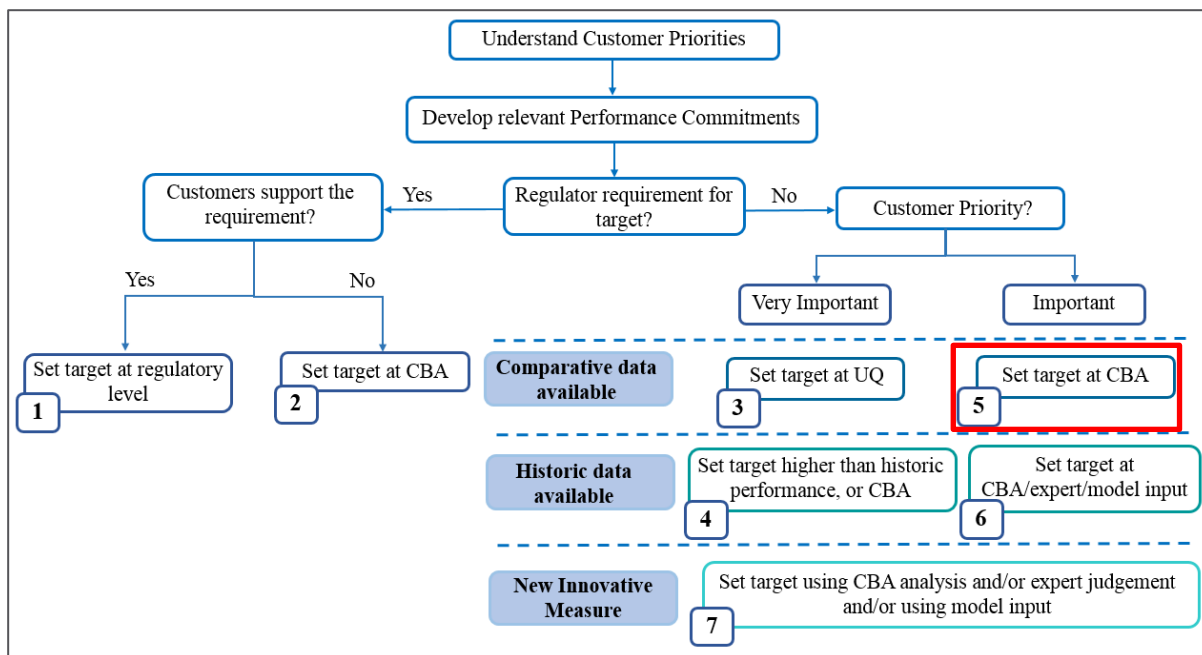 Understand Customer Priorities
Develop relevant Performance Commitments
Customers support the
requirement?
Yes
Regulator requirement for
target?
No
Customer Priority?
Yes
No
Very Important
Important
Set target at regulatory
level
1
Set target at CBA
2
Comparative data
available
Set target at UQ
3
Set target at CBA
5
Historic data
available
Set target higher than historic
performance, or CBA
4
Set target at
CBA/expert/model input
6
New Innovative
Measure
Set target using CBA analysis and/or expert judgement
and/or using model input
7